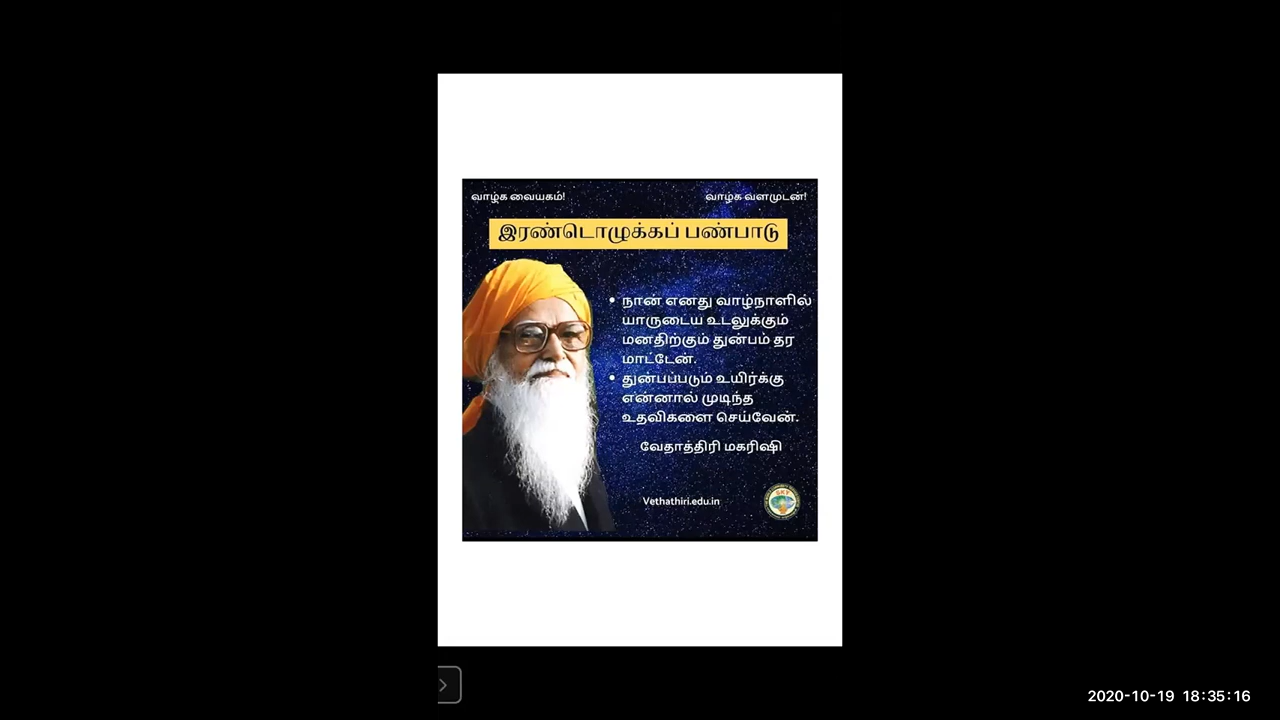 வாழ்க வையகம்!
வாழ்க வளமுடன்!
இரண்டொழுக்கப் பண்பாடு
• நான் எனது வாழ்நாளில்
யாருடைய உடலுக்கும்
மனதிற்கும் துன்பம் தர
மாட்டேன்.
• துன்பப்படும் உயிர்க்கு
என்னால் முடிந்த
உதவிகளை செய்வேன்.
வேதாத்திரி மகரிஷி
Vethathiri.edu.in
SKY
2020-10-19 18:35:16